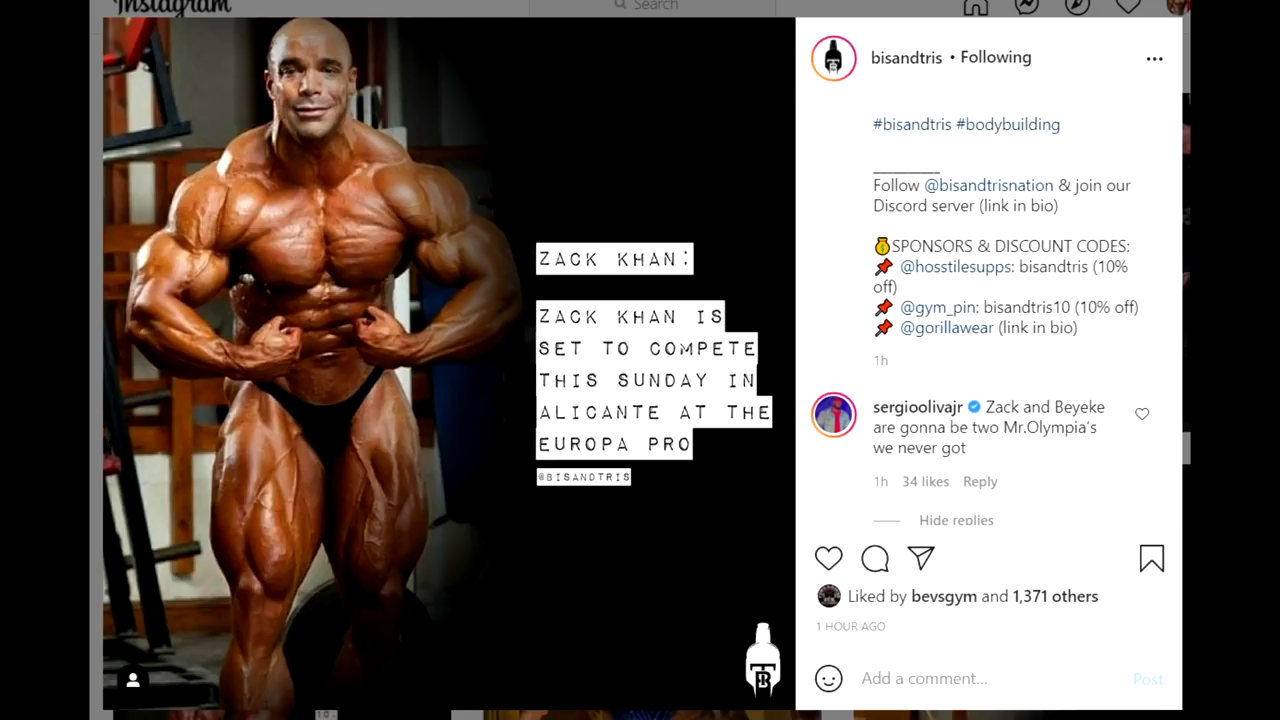 Instagram
Search
bisandtris • Following
#bisandtris #bodybuilding
Follow @bisandtrisnation & join our
Discord server (link in bio)
💰SPONSORS & DISCOUNT CODES:
📌 @hosstilesupps: bisandtris (10%
off)
📌 @gym_pin: bisandtris10 (10% off)
📌 @gorillawear (link in bio)
1h
sergioolivajr Zack and Beyeke
are gonna be two Mr.Olympia's
we never got
1h 34 likes Reply
Hide replies
Liked by bevsgym and 1,371 others
1 HOUR AGO
Add a comment... Post
ZACK KHAN:
ZACK KHAN IS
SET TO COMPETE
THIS SUNDAY IN
ALICANTE AT THE
EUROPA PRO
@BISANDTRIS